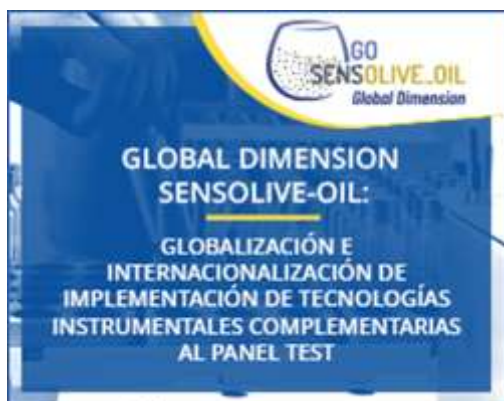 GO
SENSOLIVE_OIL
Global Dimension
GLOBAL DIMENSION
SENSOLIVE-OIL:
GLOBALIZACIÓN E
INTERNACIONALIZACIÓN DE
IMPLEMENTACIÓN DE TECNOLOGÍAS
INSTRUMENTALES COMPLEMENTARIAS
AL PANEL TEST